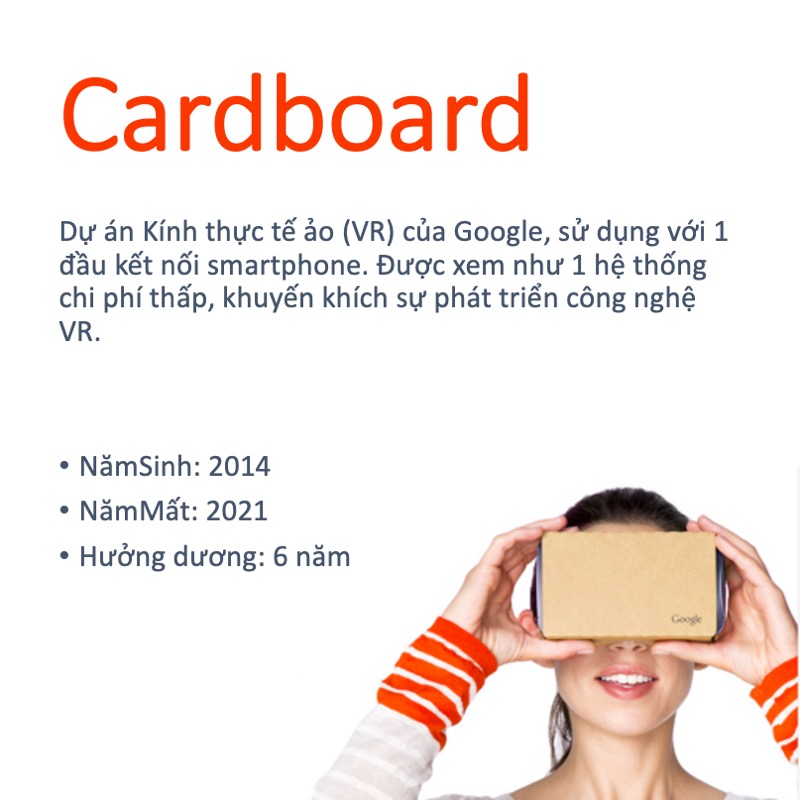 Cardboard
Dự án Kính thực tế ảo (VR) của Google, sử dụng với 1
đầu kết nối smartphone. Được xem như 1 hệ thống
chi phí thấp, khuyến khích sự phát triển công nghệ
VR.
• NămSinh: 2014
• NămMất: 2021
• Hưởng dương: 6 năm
Google